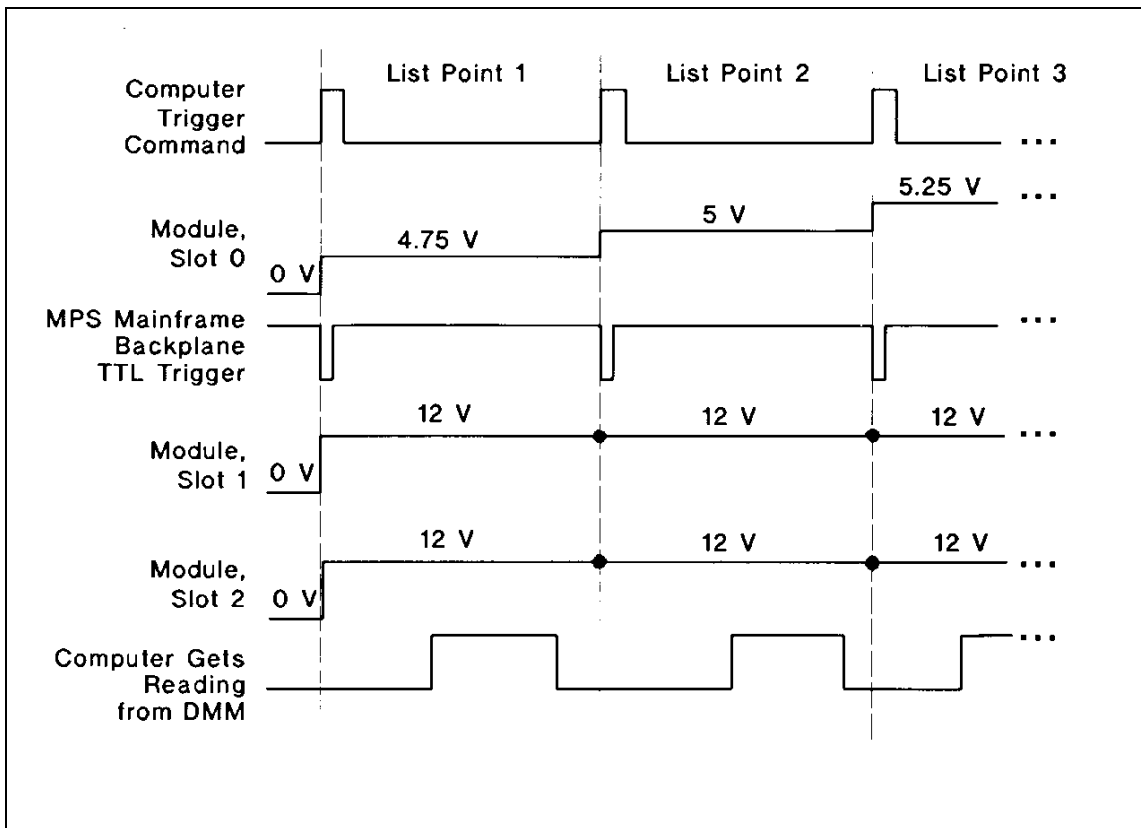 List Point 1
List Point 2
List Point 3
Computer
Trigger
Command
...
Module,
Slot 0
0 V
4.75 V
5 V
5.25 V
...
MPS Mainframe
Backplane
TTL Trigger
...
Module,
Slot 1
0 V
12 V
12 V
12 V
...
Module,
Slot 2
0 V
12 V
12 V
12 V
...
Computer Gets
Reading
from DMM
...